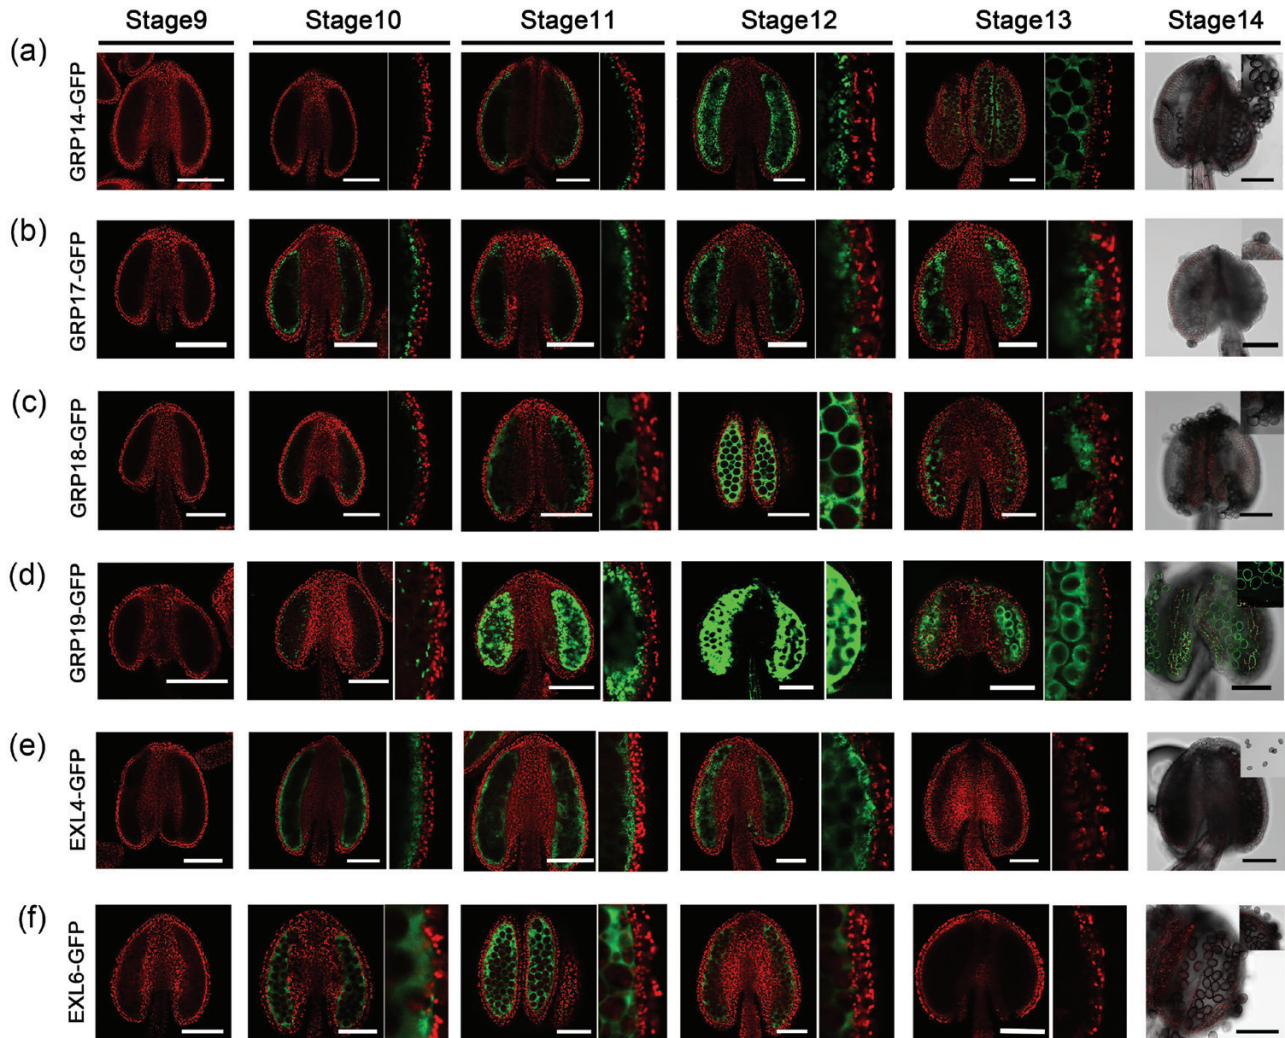 Stage9 Stage10 Stage11 Stage12 Stage13 Stage14
(a) GRP14-GFP
(b) GRP17-GFP
(c) GRP18-GFP
(d) GRP19-GFP
(e) EXL4-GFP
(f) EXL6-GFP